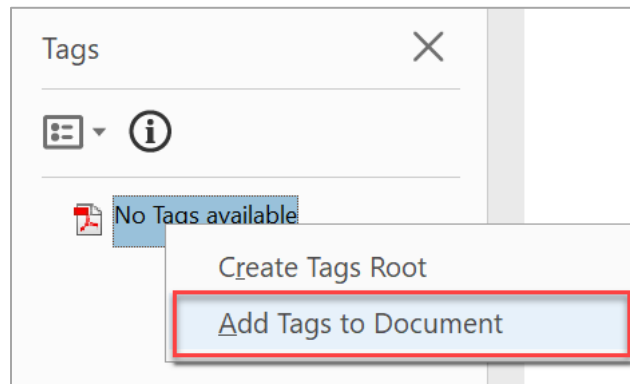 Tags
No Tags available
Create Tags Root
Add Tags to Document